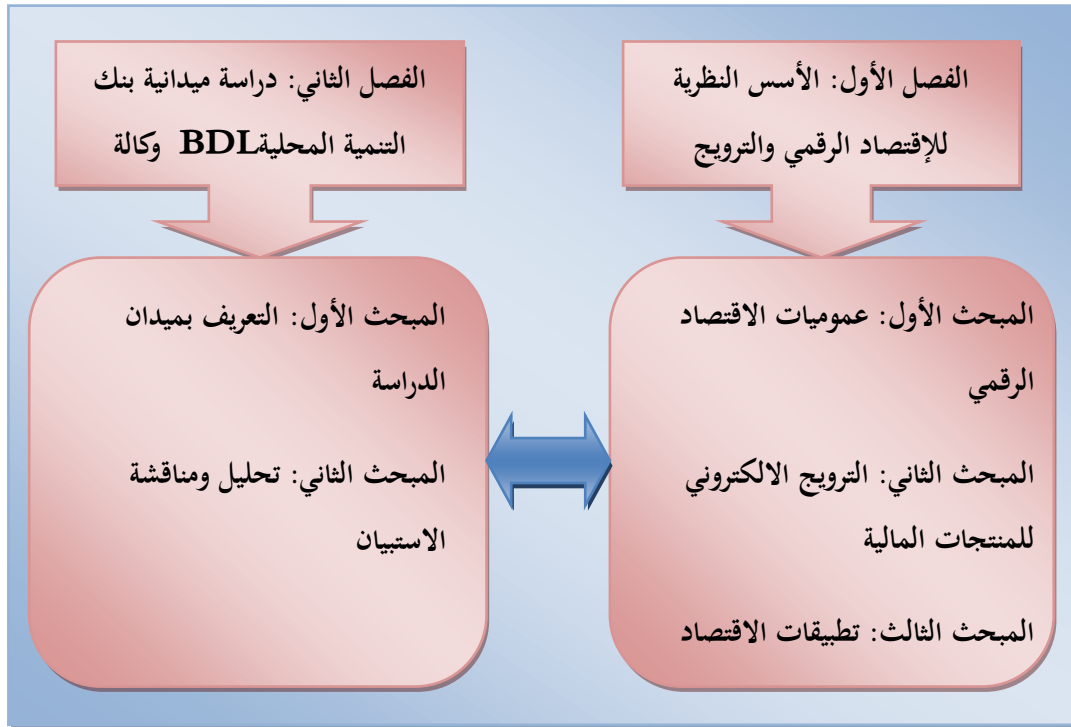 الفصل الأول: الأسس النظرية
للإقتصاد الرقمي والترويج
المبحث الأول: عموميات الاقتصاد
الرقمي
المبحث الثاني: الترويج الالكتروني
للمنتجات المالية
المبحث الثالث: تطبيقات الاقتصاد
الفصل الثاني: دراسة ميدانية بنك
التنمية المحليةBDL وكالة
المبحث الأول: التعريف بميدان
الدراسة
المبحث الثاني: تحليل ومناقشة
الاستبيان